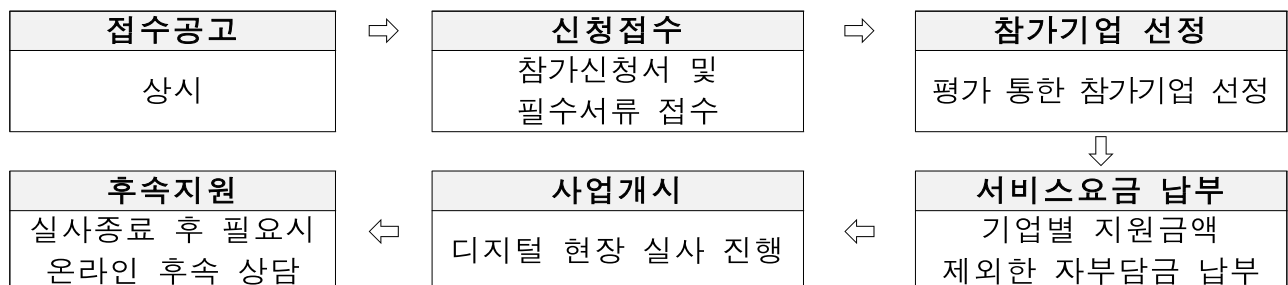 접수공고
상시
신청접수
참가신청서 및
필수서류 접수
참가기업 선정
평가 통한 참가기업 선정
서비스요금 납부
기업별 지원금액
제외한 자부담금 납부
사업개시
디지털 현장 실사 진행
후속지원
실사종료 후 필요시
온라인 후속 상담